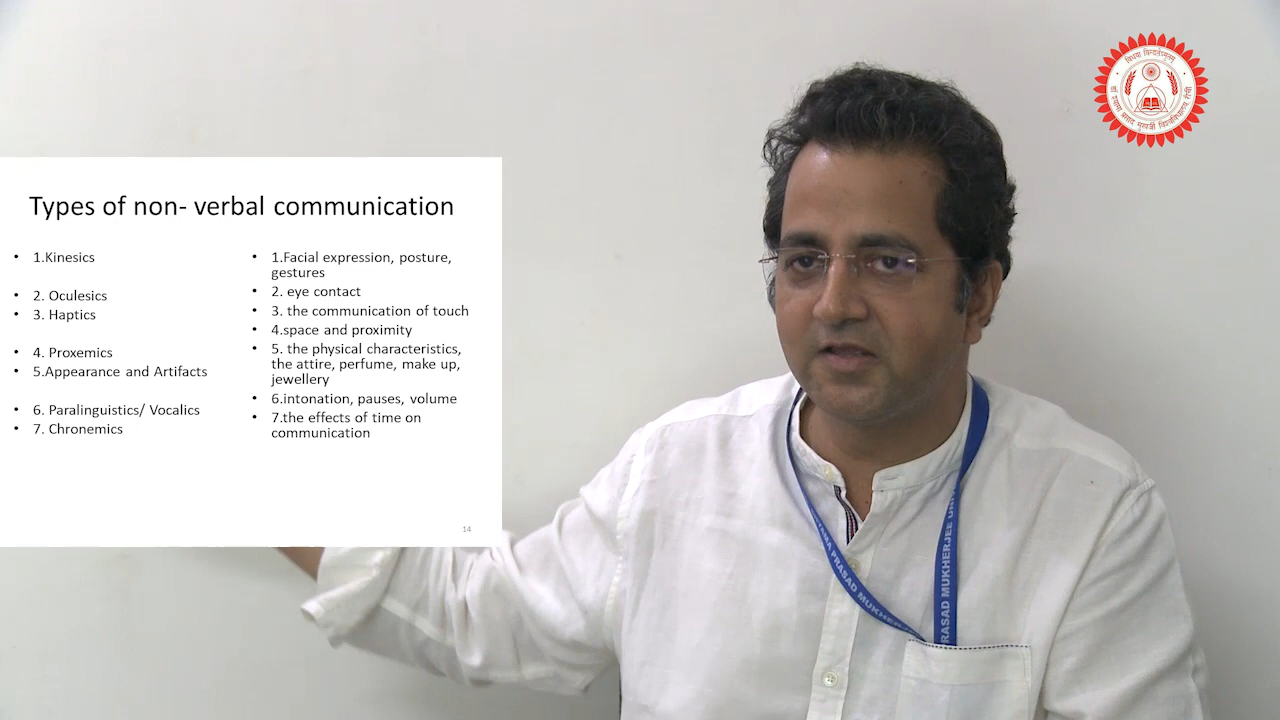 Types of non- verbal communication
• 1.Kinesics
• 2. Oculesics
• 3. Haptics
• 4. Proxemics
• 5.Appearance and Artifacts
• 6. Paralinguistics/ Vocalics
• 7. Chronemics
• 1.Facial expression, posture,
gestures
• 2. eye contact
• 3. the communication of touch
• 4.space and proximity
• 5. the physical characteristics,
the attire, perfume, make up,
jewellery
• 6.intonation, pauses, volume
• 7.the effects of time on
communication
14
PRASAD MUKHER
RASAD MUKHERJEE